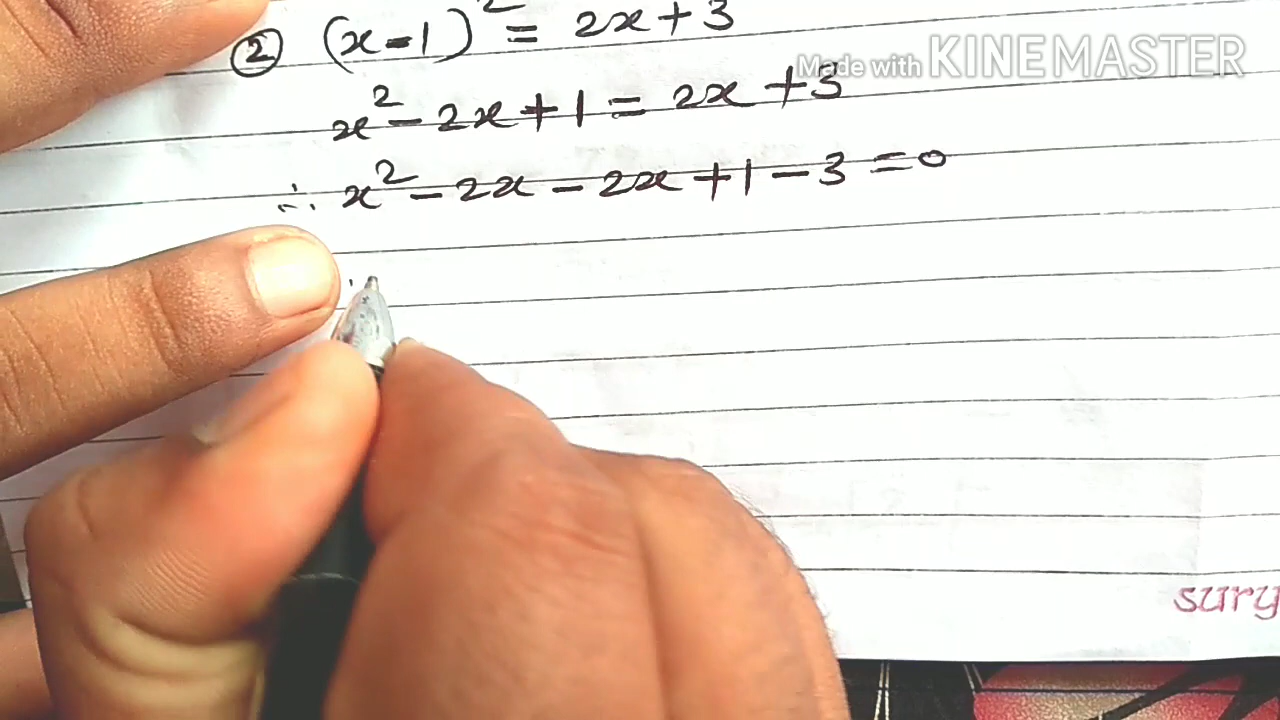 ② (x-1)² = 2x+3
Made with KINEMASTER
x² - 2x + 1 = 2x + 3
∴ x² - 2x - 2x + 1 - 3 = 0
sury